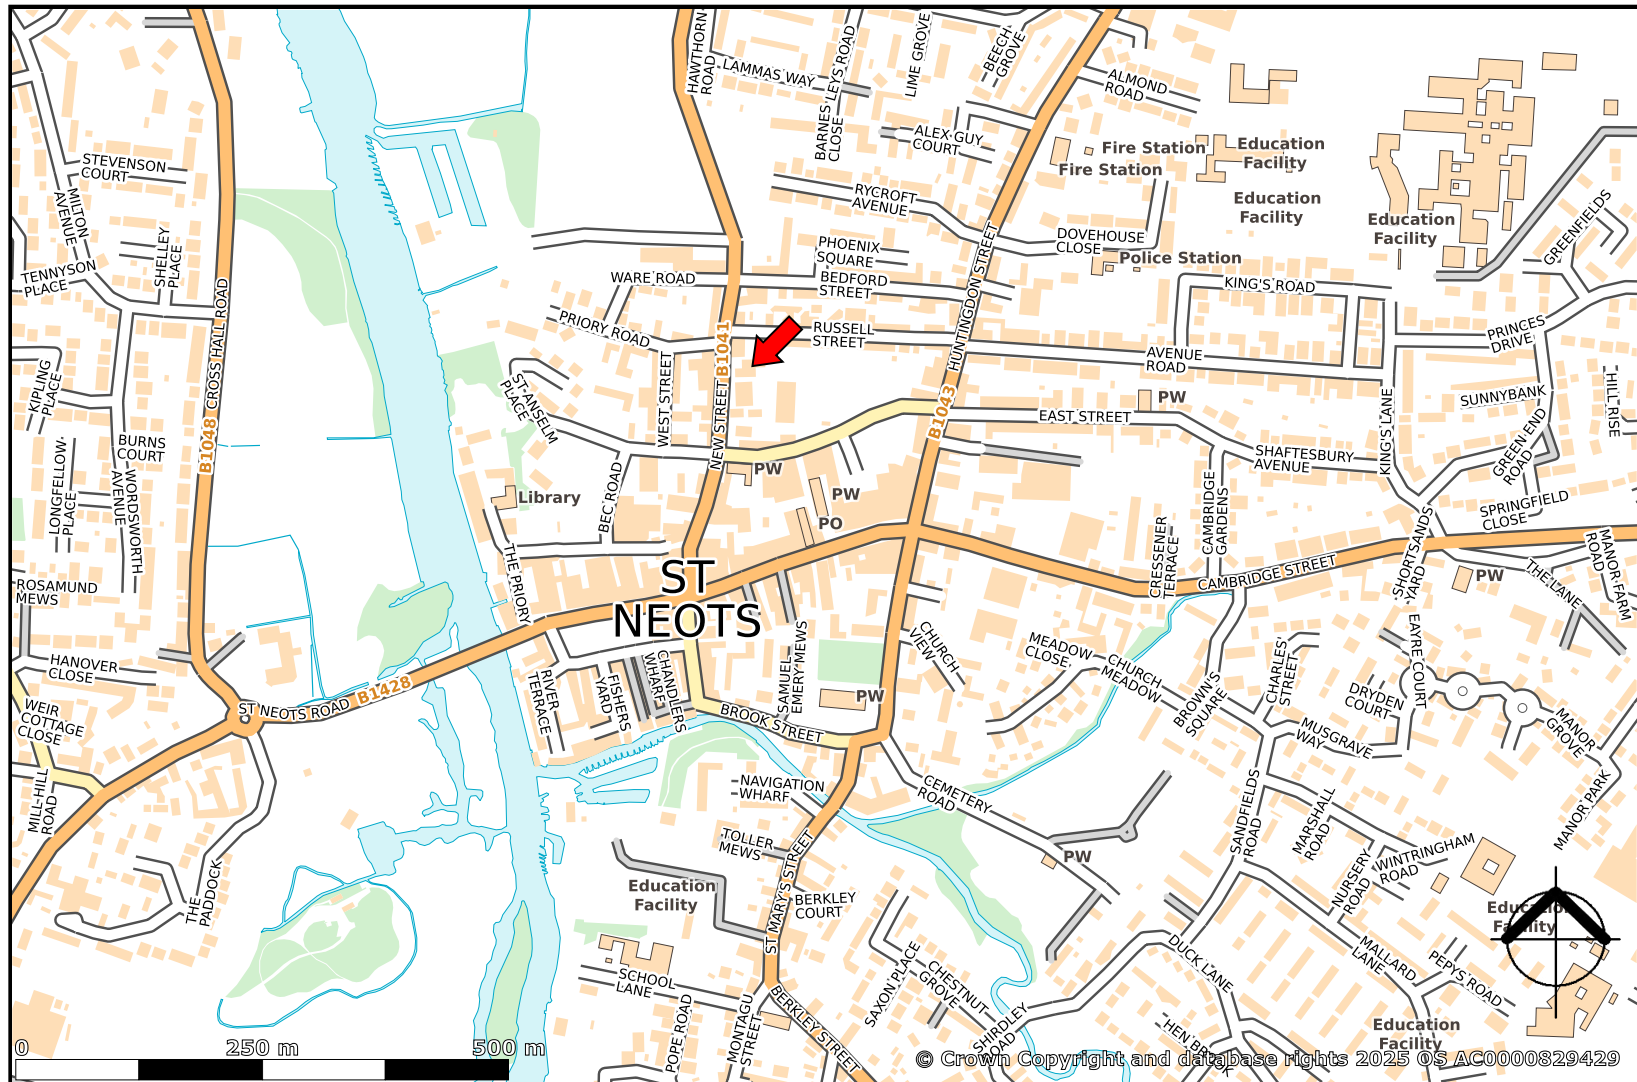 HAWTHORN
ROAD
LAMMAS WAY
BARNES
CLOSE
LEYS ROAD
LIME GROVE
BEECH
GROVE
ALMOND
ROAD
ALEX GUY
COURT
Fire Station
Fire Station
Education
Facility
Education
Facility
Education
Facility
GREENFIELDS
STEVENSON
COURT
MILTON
AVENUE
SHELLEY
PLACE
TENNYSON
PLACE
RYCROFT
AVENUE
DOVEHOUSE
CLOSE
Police Station
PHOENIX
SQUARE
WARE ROAD
BEDFORD
STREET
KING'S ROAD
PRIORY ROAD
RUSSELL
STREET
HUNTINGDON STREET
AVENUE
ROAD
PRINCES
DRIVE
B1041
NEW STREET
WEST STREET
ST ANSELM
PLACE
B1043
EAST STREET
PW
SUNNYBANK
HILL RISE
KING'S LANE
GREEN END
ROAD
KIPLING
PLACE
CROSS HALL ROAD
B1048
BURNS
COURT
LONGFELLOW
PLACE
WORDSWORTH
AVENUE
SHAFTESBURY
AVENUE
PW
PW
PO
Library
BEC ROAD
CAMBRIDGE
GARDENS
SPRINGFIELD
CLOSE
CRESSENER
TERRACE
CAMBRIDGE STREET
SHORTSANDS
YARD
PW
THE LANE
MANOR FARM
ROAD
ROSAMUND
MEWS
THE PRIORY
ST
NEOTS
HANOVER
CLOSE
WEIR
COTTAGE
CLOSE
MILL HILL
ROAD
ST NEOTS ROAD
B1428
RIVER
TERRACE
FISHERS
YARD
CHANDLERS
WHARF
SAMUEL
EMERY MEWS
BROOK STREET
PW
CHURCH
VIEW
MEADOW
CLOSE
CHURCH
MEADOW
BROWN'S
SQUARE
CHARLES'
STREET
EAYRE COURT
DRYDEN
COURT
MUSGRAVE
WAY
MANOR
GROVE
MANOR PARK
NAVIGATION
WHARF
CEMETERY
ROAD
TOLLER
MEWS
ST MARY'S STREET
PW
SANDFIELDS
ROAD
MARSHALL
ROAD
NURSERY
ROAD
WINTRINGHAM
ROAD
THE
PADDOCK
Education
Facility
BERKLEY
COURT
Education
Facility
SCHOOL
LANE
POPE ROAD
MONTAGU
STREET
BERKLEY STREET
SAXON PLACE
CHESTNUT
GROVE
SHIRDLEY
ROAD
DUCK LANE
MALLARD
LANE
PEPYS ROAD
HEN BROOK
Education
Facility
0 250 m 500 m
© Crown Copyright and database rights 2025 OS AC0000829429